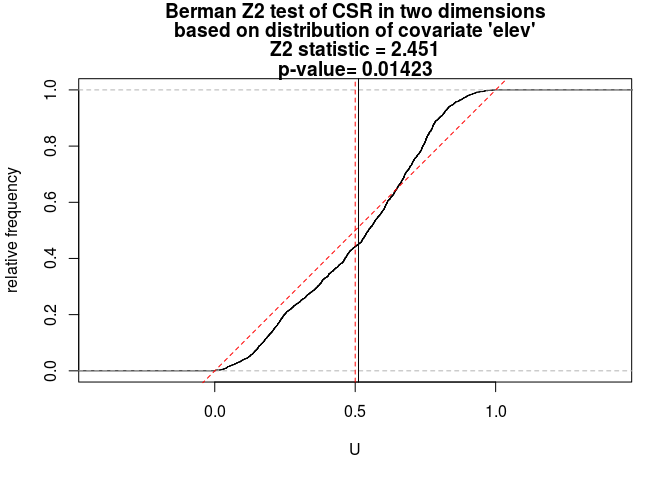 Berman Z2 test of CSR in two dimensions
based on distribution of covariate 'elev'
Z2 statistic = 2.451
p-value= 0.01423
relative frequency
1.0
0.8
0.6
0.4
0.2
0.0
0.0 0.5 1.0
U